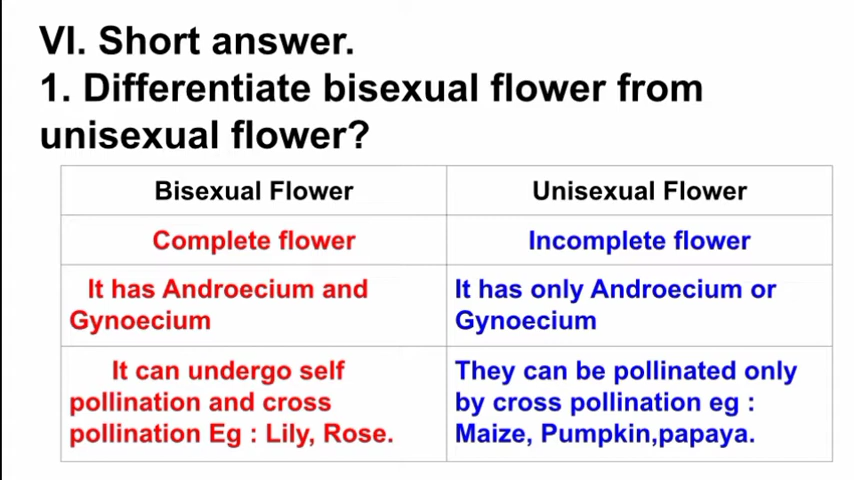 VI. Short answer.
1. Differentiate bisexual flower from
unisexual flower?
Bisexual Flower
Unisexual Flower
Complete flower
Incomplete flower
It has Androecium and
Gynoecium
It has only Androecium or
Gynoecium
It can undergo self
pollination and cross
pollination Eg : Lily, Rose.
They can be pollinated only
by cross pollination eg :
Maize, Pumpkin,papaya.